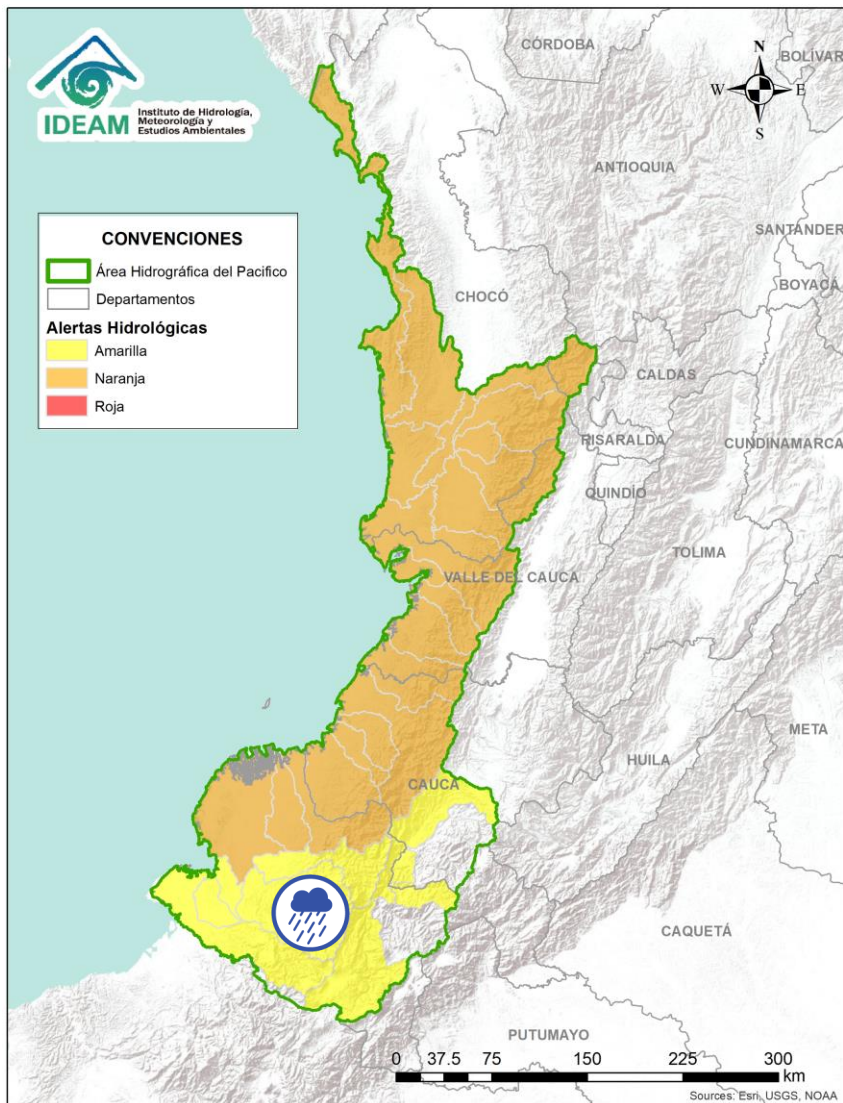 IDEAM
Instituto de Hidrología,
Meteorología y
Estudios Ambientales
CÓRDOBA
BOLÍVAR
N
W
E
S
ANTIOQUIA
SANTANDER
BOYACÁ
CONVENCIONES
Área Hidrográfica del Pacifico
Departamentos
Alertas Hidrológicas
Amarilla
Naranja
Roja
CHOCÓ
CALDAS
RISARALDA
CUNDINAMARCA
QUINDÍO
TOLIMA
VALLE DEL CAUCA
META
HUILA
CAUCA
CAQUETÁ
PUTUMAYO
0 37.5 75 150 225 300
km
Sources: Esri, USGS, NOAA